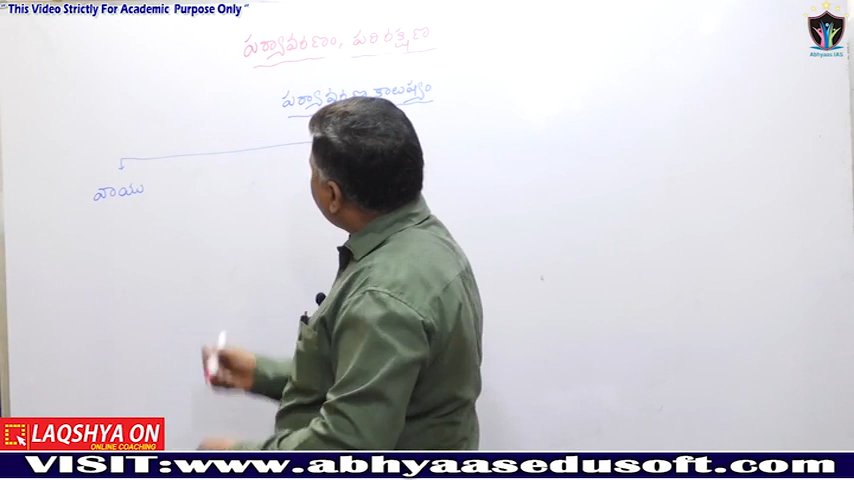 "This Video Strictly For Academic Purpose Only"
పర్యావరణం, పరిరక్షణ
Abhyaas IAS
పర్యావరణ కాలుష్యం
వాయు
LAQSHYA ON
ONLINE COACHING
VISIT:www.abhyaasedusoft.com